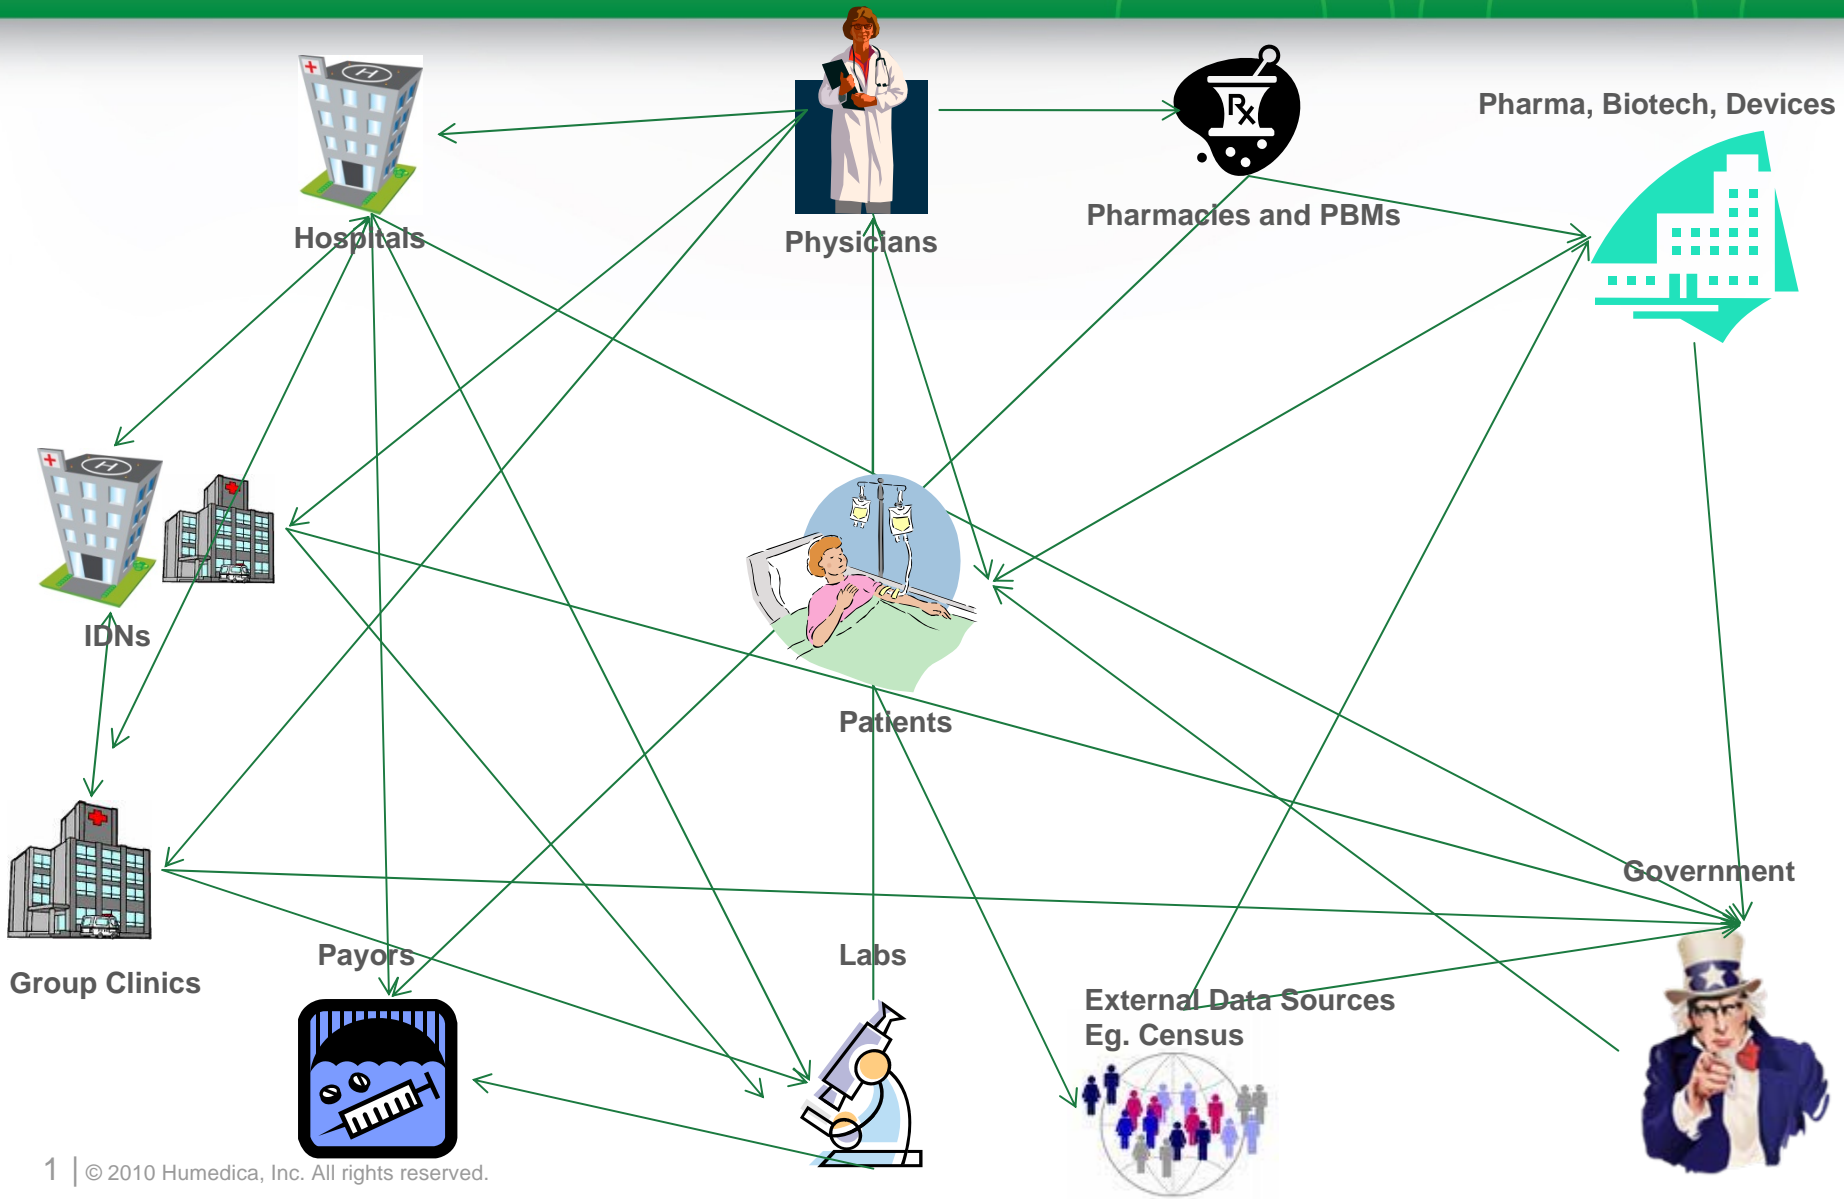 H
Rx
Pharma, Biotech, Devices
Hospitals
Physicians
Pharmacies and PBMs
H
IDNs
Patients
Government
Payors
Labs
Group Clinics
External Data Sources
Eg. Census
1 | © 2010 Humedica, Inc. All rights reserved.